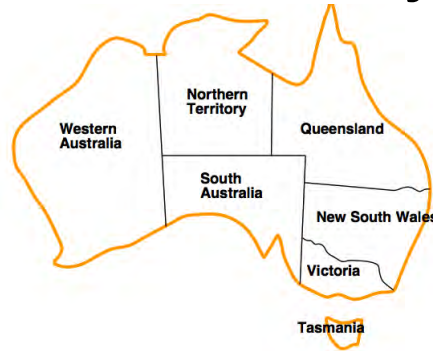 Northern
Territory
Western
Australia
Queensland
South
Australia
New South Wales
Victoria
Tasmania